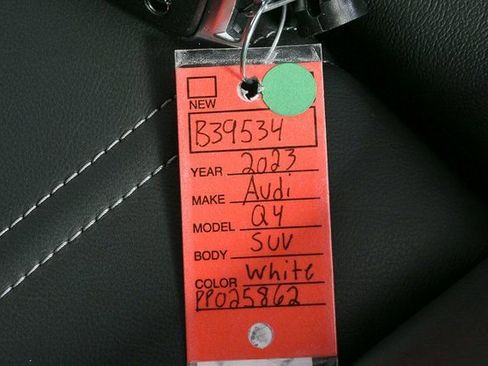 NEW
B39534
YEAR 2023
MAKE Audi
MODEL Q4
BODY SUV
COLOR White
PP025862